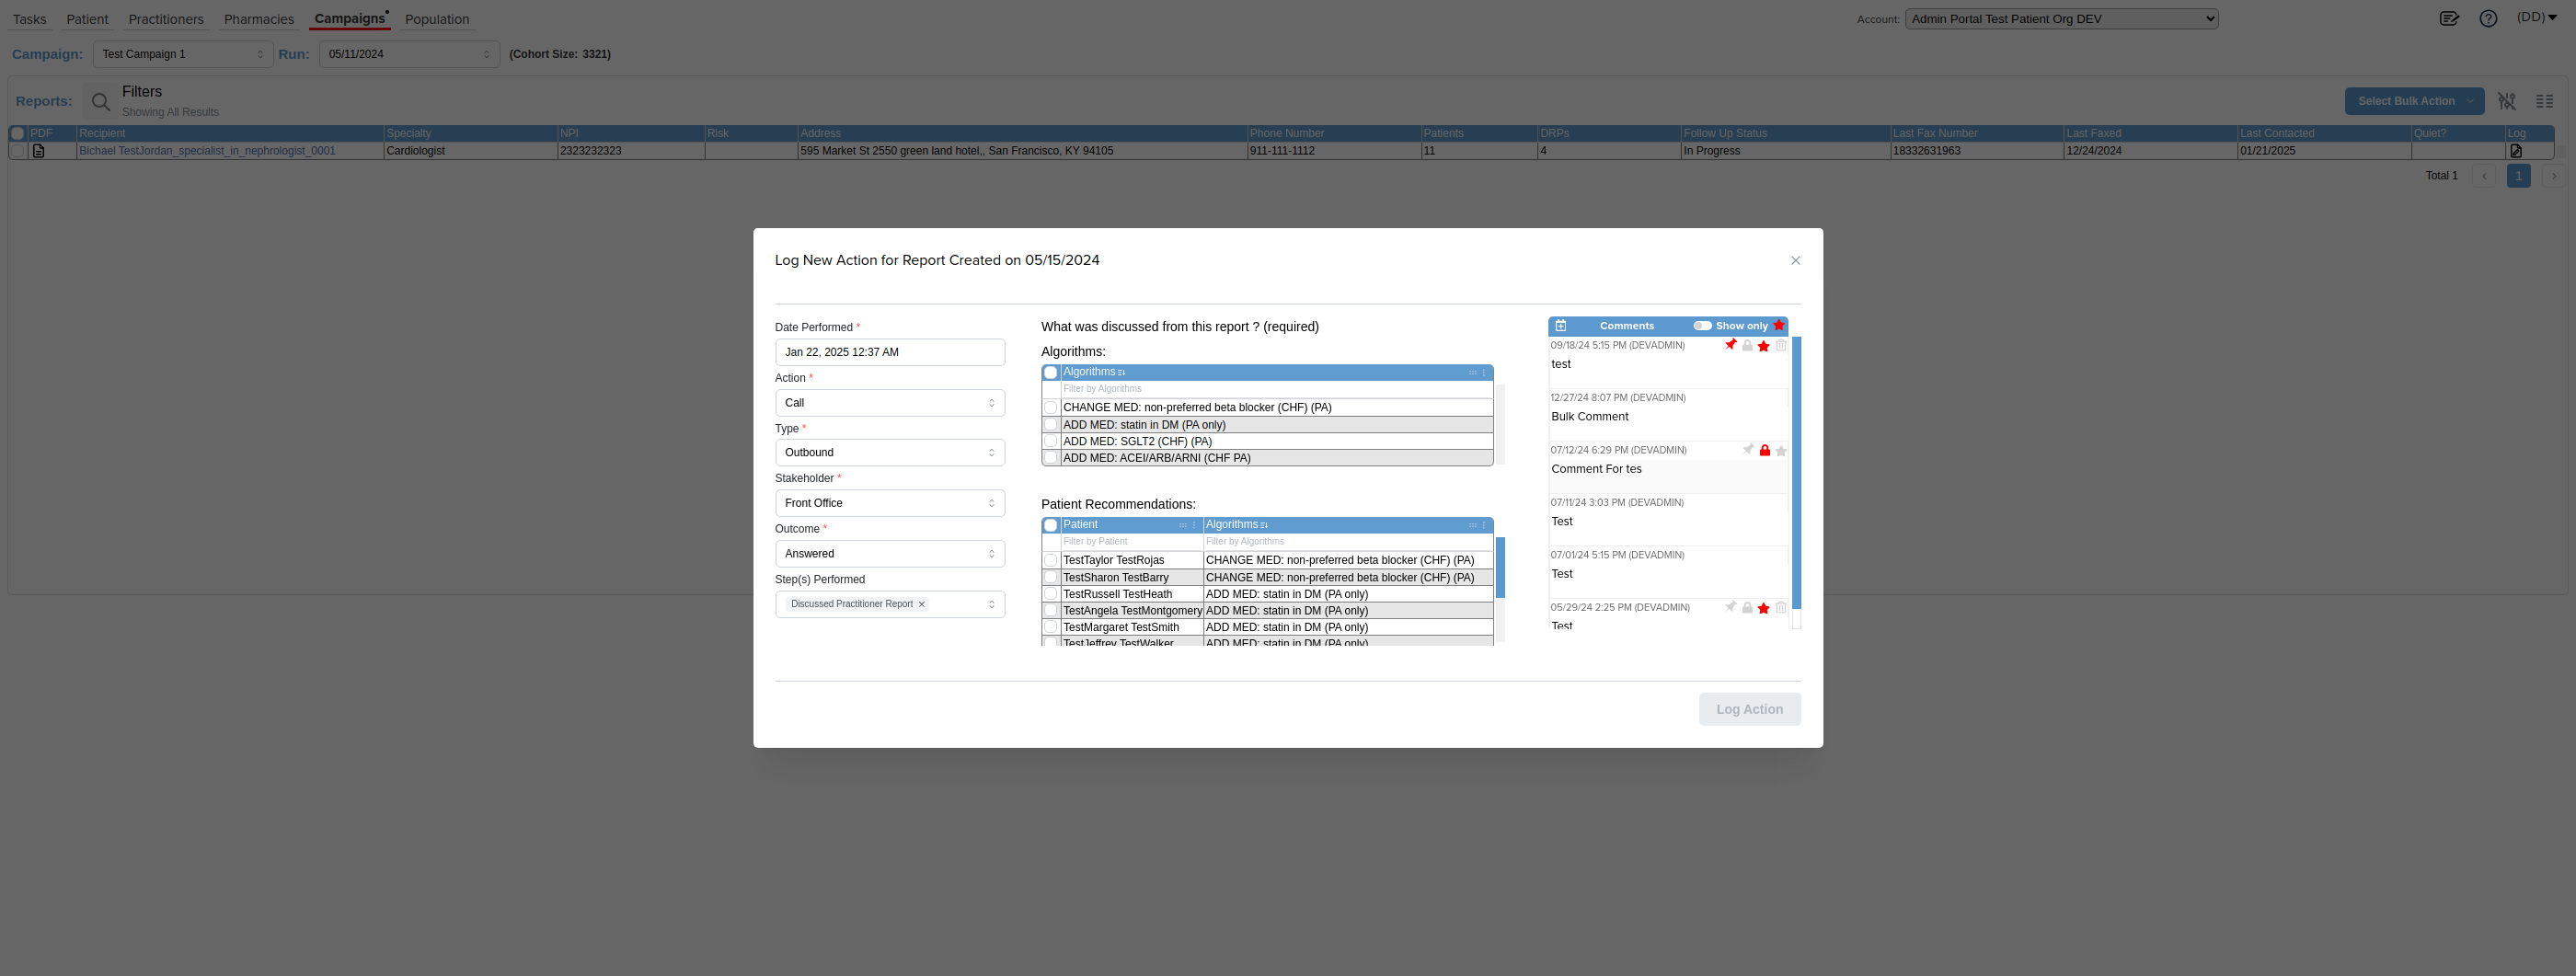 Tasks Patient Practitioners Pharmacies Campaigns Population Account: Admin Portal Test Patient Org DEV (DD)
Campaign: Test Campaign 1 Run: 05/11/2024 (Cohort Size: 3321)
Reports: Filters
Showing All Results
Select Bulk Action
PDF Recipient Specialty NPI Risk Address Phone Number Patients DRPs Follow Up Status Last Fax Number Last Faxed Last Contacted Quiet? Log
Bichael TestJordan_specialist_in_nephrologist_0001 Cardiologist 2323232323 595 Market St 2550 green land hotel,, San Francisco, KY 94105 911-111-1112 11 4 In Progress 18332631963 12/24/2024 01/21/2025
Total 1 1
Log New Action for Report Created on 05/15/2024
Date Performed *
Jan 22, 2025 12:37 AM
Action *
Call
Type *
Outbound
Stakeholder *
Front Office
Outcome *
Answered
Step(s) Performed
Discussed Practitioner Report
What was discussed from this report ? (required)
Algorithms:
Algorithms
Filter by Algorithms
CHANGE MED: non-preferred beta blocker (CHF) (PA)
ADD MED: statin in DM (PA only)
ADD MED: SGLT2 (CHF) (PA)
ADD MED: ACEI/ARB/ARNI (CHF PA)
Patient Recommendations:
Patient Algorithms
Filter by Patient Filter by Algorithms
TestTaylor TestRojas CHANGE MED: non-preferred beta blocker (CHF) (PA)
TestSharon TestBarry CHANGE MED: non-preferred beta blocker (CHF) (PA)
TestRussell TestHeath ADD MED: statin in DM (PA only)
TestAngela TestMontgomery ADD MED: statin in DM (PA only)
TestMargaret TestSmith ADD MED: statin in DM (PA only)
TestJeffrey TestWalker ADD MED: statin in DM (PA only)
Comments Show only
09/18/24 5:15 PM (DEVADMIN)
test
12/27/24 8:07 PM (DEVADMIN)
Bulk Comment
07/12/24 6:29 PM (DEVADMIN)
Comment For tes
07/11/24 3:03 PM (DEVADMIN)
Test
07/01/24 5:15 PM (DEVADMIN)
Test
05/29/24 2:25 PM (DEVADMIN)
Test
Log Action